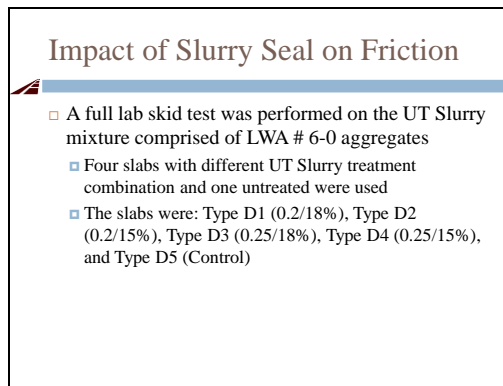 Impact of Slurry Seal on Friction
A full lab skid test was performed on the UT Slurry
mixture comprised of LWA # 6-0 aggregates
Four slabs with different UT Slurry treatment
combination and one untreated were used
The slabs were: Type D1 (0.2/18%), Type D2
(0.2/15%), Type D3 (0.25/18%), Type D4 (0.25/15%),
and Type D5 (Control)